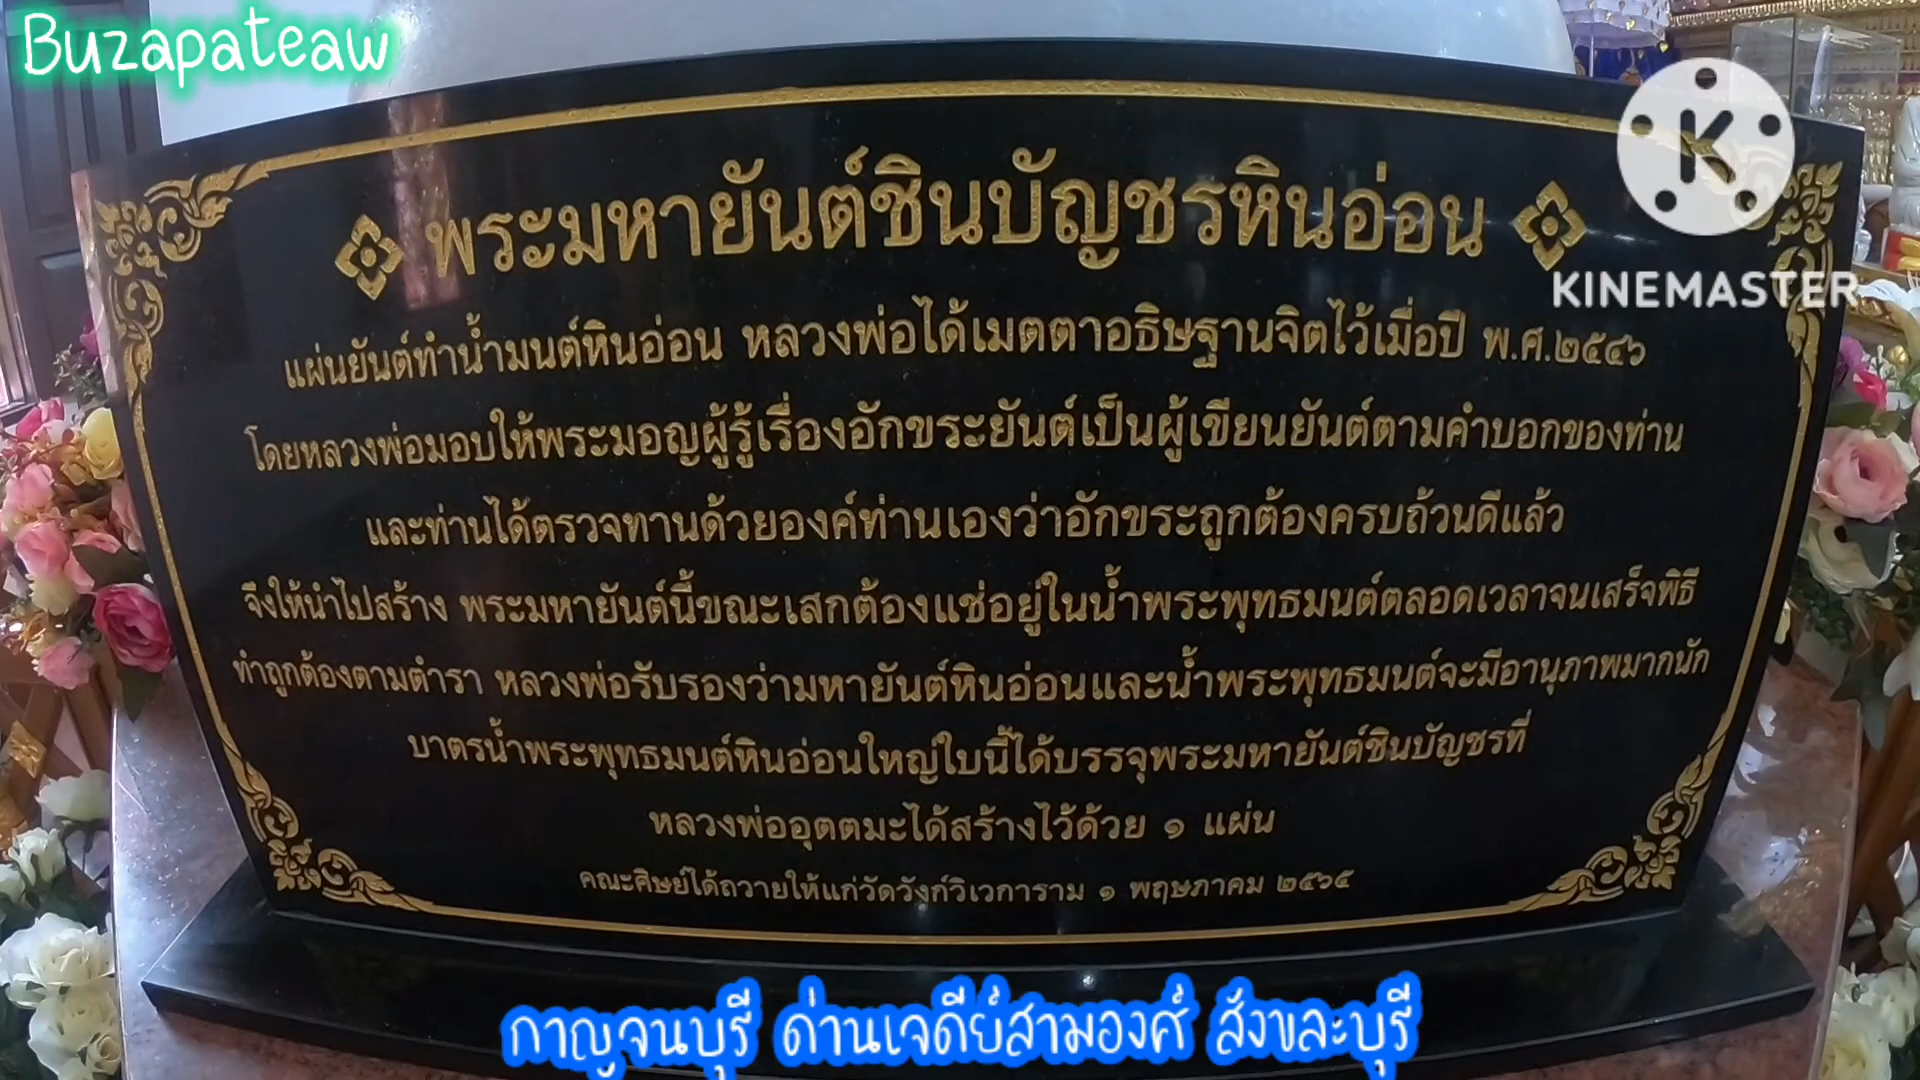 Buzapateaw
KINEMASTER
พระมหายันต์ชินบัญชรหินอ่อน
แผ่นยันต์ทำน้ำมนต์หินอ่อน หลวงพ่อได้เมตตาอธิษฐานจิตไว้เมื่อปี พ.ศ.๒๕๔๖
โดยหลวงพ่อมอบให้พระมอญผู้รู้เรื่องอักขระยันต์เป็นผู้เขียนยันต์ตามคำบอกของท่าน
และท่านได้ตรวจทานด้วยองค์ท่านเองว่าอักขระถูกต้องครบถ้วนดีแล้ว
จึงให้นำไปสร้าง พระมหายันต์นี้ขณะเสกต้องแช่อยู่ในน้ำพระพุทธมนต์ตลอดเวลาจนเสร็จพิธี
ทำถูกต้องตามตำรา หลวงพ่อรับรองว่ามหายันต์หินอ่อนและน้ำพระพุทธมนต์จะมีอานุภาพมากนัก
บาตรน้ำพระพุทธมนต์หินอ่อนใหญ่ใบนี้ได้บรรจุพระมหายันต์ชินบัญชรที่
หลวงพ่ออุตตมะได้สร้างไว้ด้วย ๑ แผ่น
คณะศิษย์ได้ถวายให้แก่วัดวังก์วิเวการาม ๑ พฤษภาคม ๒๕๖๕
กาญจนบุรี ด่านเจดีย์สามองค์ สังขละบุรี